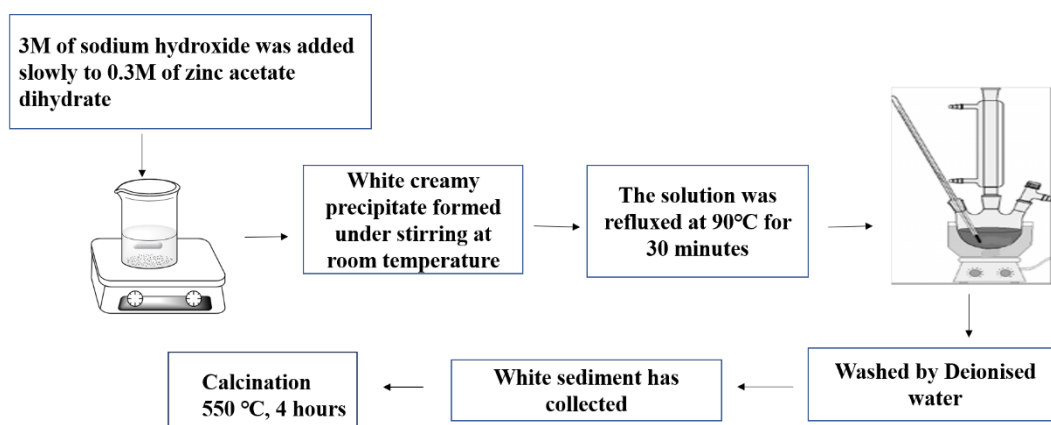 3M of sodium hydroxide was added
slowly to 0.3M of zinc acetate
dihydrate
White creamy
precipitate formed
under stirring at
room temperature
The solution was
refluxed at 90℃ for
30 minutes
Washed by Deionised
water
White sediment has
collected
Calcination
550 ℃, 4 hours